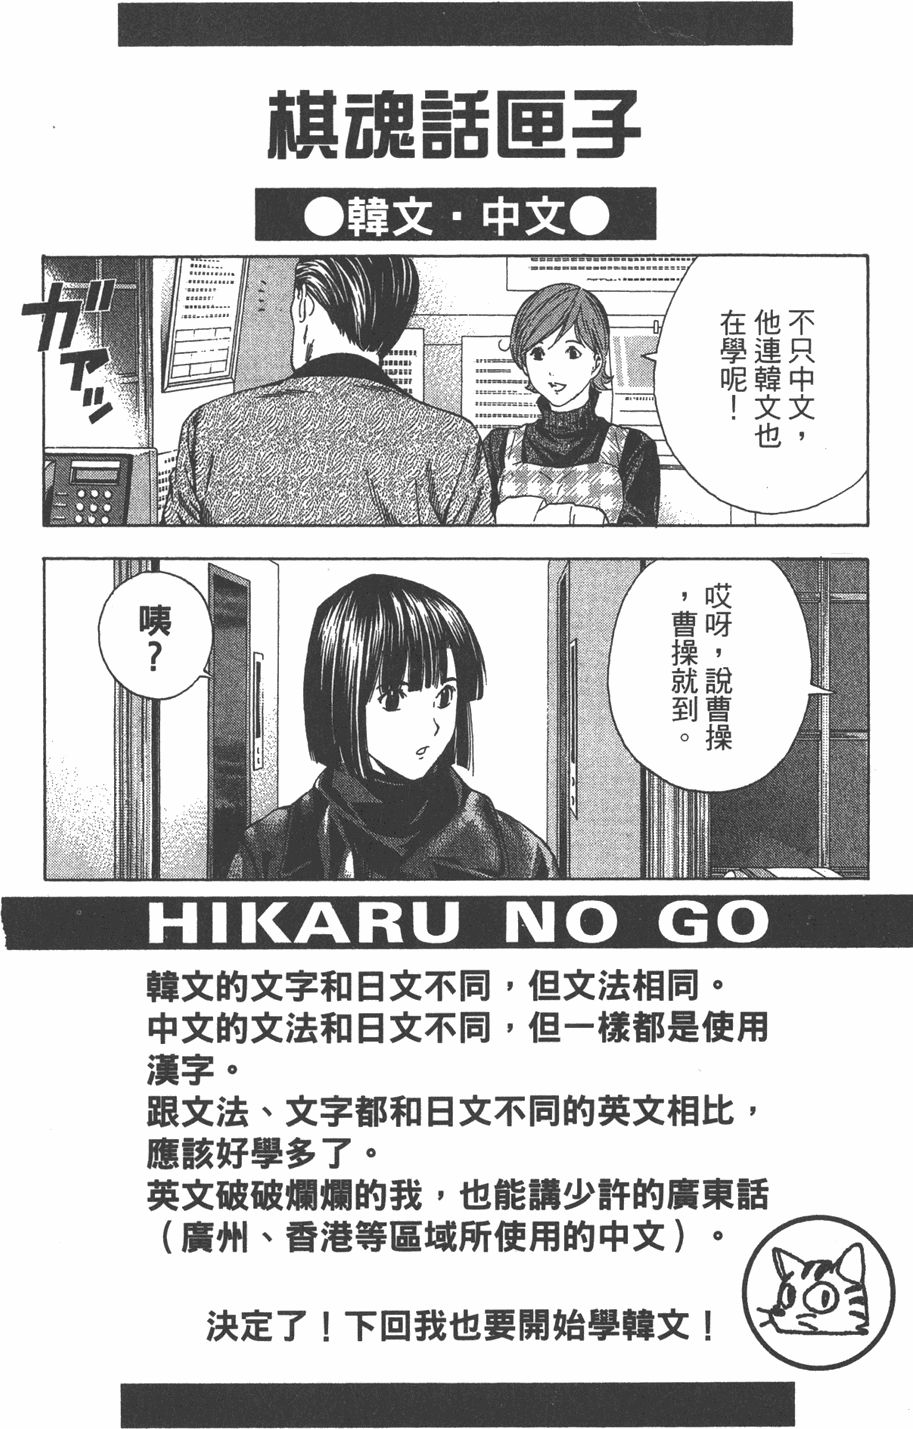 棋魂話匣子
●韓文・中文●
不只中文，
他連韓文也
在學呢！
ガアッ
哎呀，說曹操
，曹操就到。
咦？
HIKARU NO GO
韓文的文字和日文不同，但文法相同。
中文的文法和日文不同，但一樣都是使用
漢字。
跟文法、文字都和日文不同的英文相比，
應該好學多了。
英文破破爛爛的我，也能講少許的廣東話
（廣州、香港等區域所使用的中文）。
決定了！下回我也要開始學韓文！